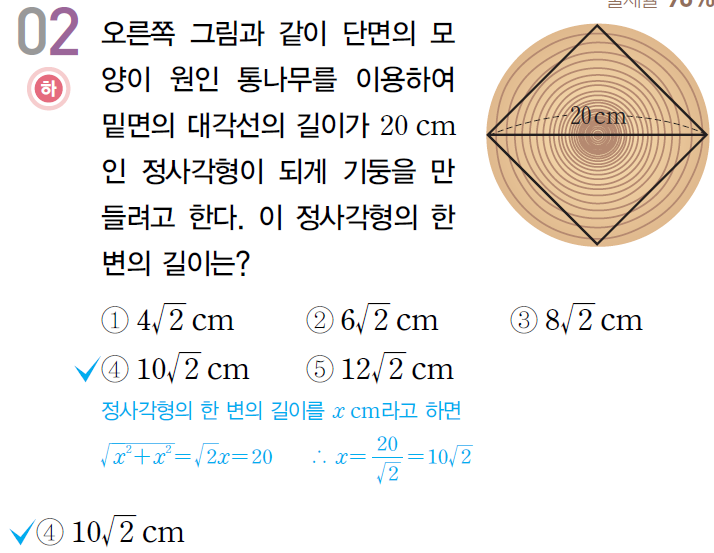 02
하
오른쪽 그림과 같이 단면의 모
양이 원인 통나무를 이용하여
밑면의 대각선의 길이가 20 cm
인 정사각형이 되게 기둥을 만
들려고 한다. 이 정사각형의 한
변의 길이는?
20 cm
① 4√2 cm ② 6√2 cm ③ 8√2 cm
④ 10√2 cm ⑤ 12√2 cm
정사각형의 한 변의 길이를 x cm라고 하면
√(x²+x²)=√2x=20 ∴ x=20/√2=10√2
④ 10√2 cm